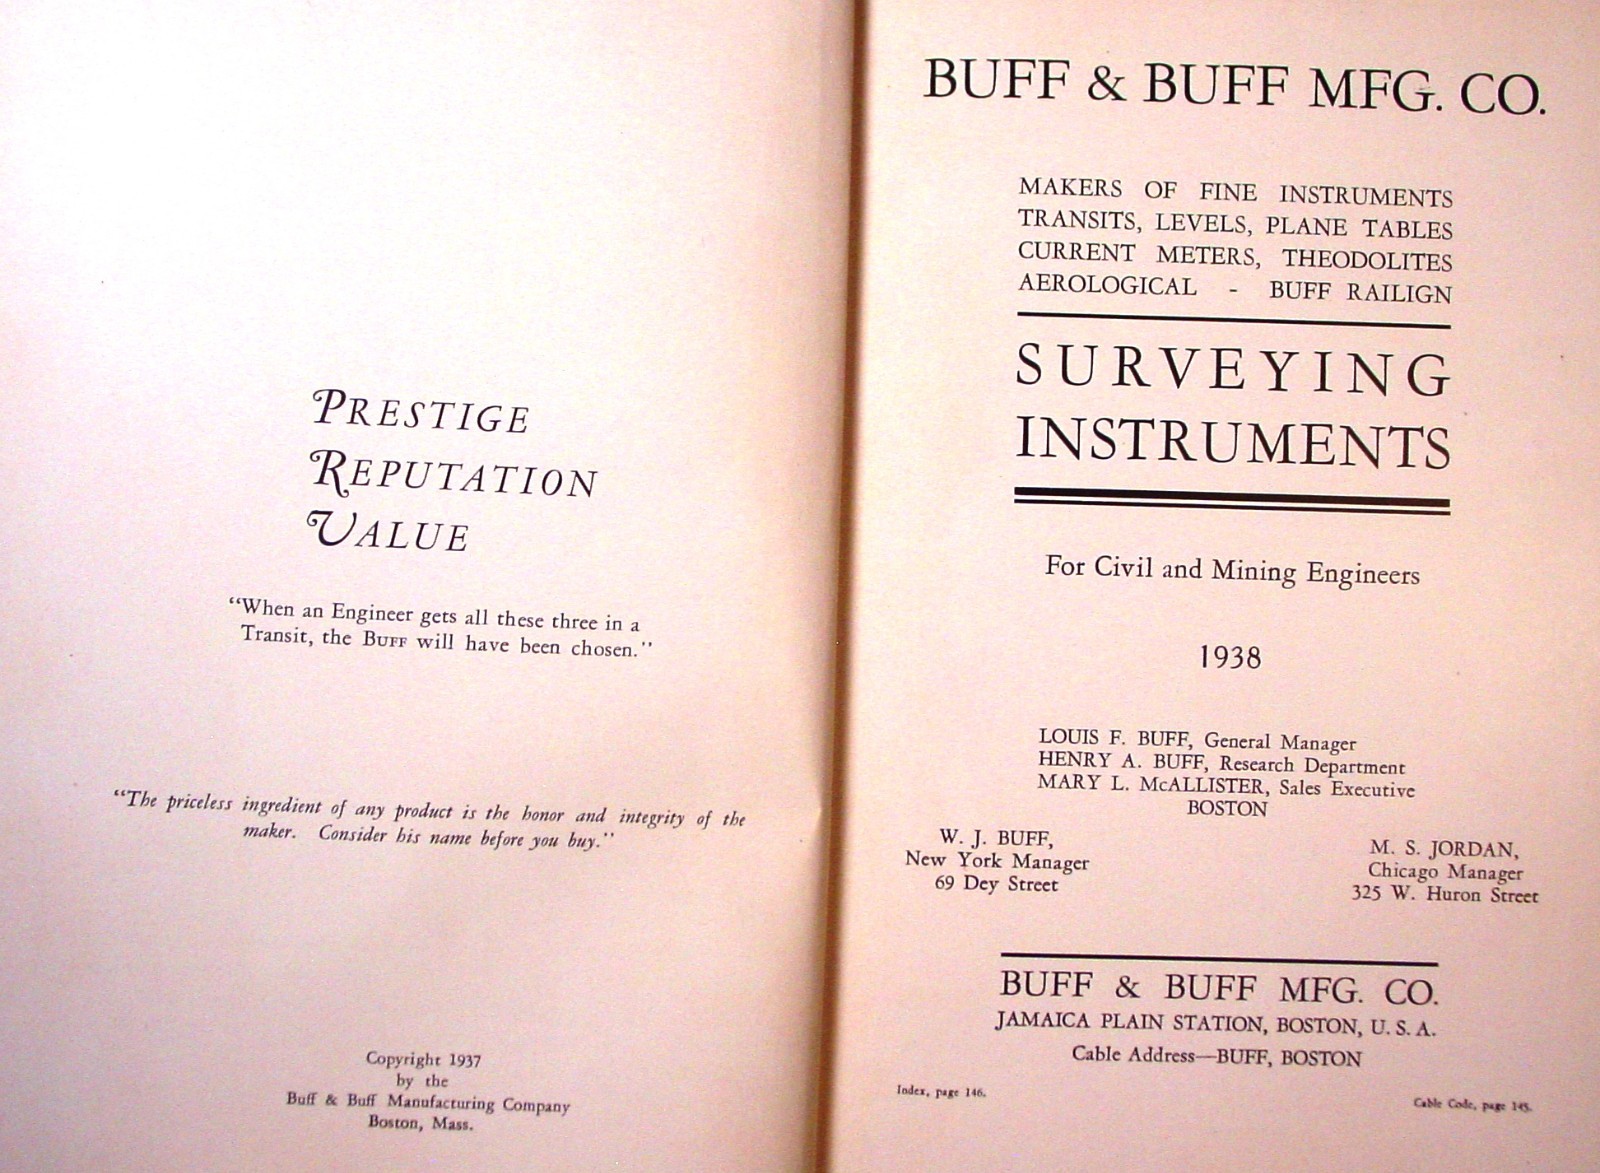 PRESTIGE
REPUTATION
VALUE
“When an Engineer gets all these three in a
Transit, the BUFF will have been chosen.”
“The priceless ingredient of any product is the honor and integrity of the
maker. Consider his name before you buy.”
Copyright 1937
by the
Buff & Buff Manufacturing Company
Boston, Mass.
BUFF & BUFF MFG. CO.
MAKERS OF FINE INSTRUMENTS
TRANSITS, LEVELS, PLANE TABLES
CURRENT METERS, THEODOLITES
AEROLOGICAL - BUFF RAILIGN
SURVEYING
INSTRUMENTS
For Civil and Mining Engineers
1938
LOUIS F. BUFF, General Manager
HENRY A. BUFF, Research Department
MARY L. McALLISTER, Sales Executive
BOSTON
W. J. BUFF,
New York Manager
69 Dey Street
M. S. JORDAN,
Chicago Manager
325 W. Huron Street
BUFF & BUFF MFG. CO.
JAMAICA PLAIN STATION, BOSTON, U. S. A.
Cable Address—BUFF, BOSTON
Index, page 146.
Cable Code, page 145.